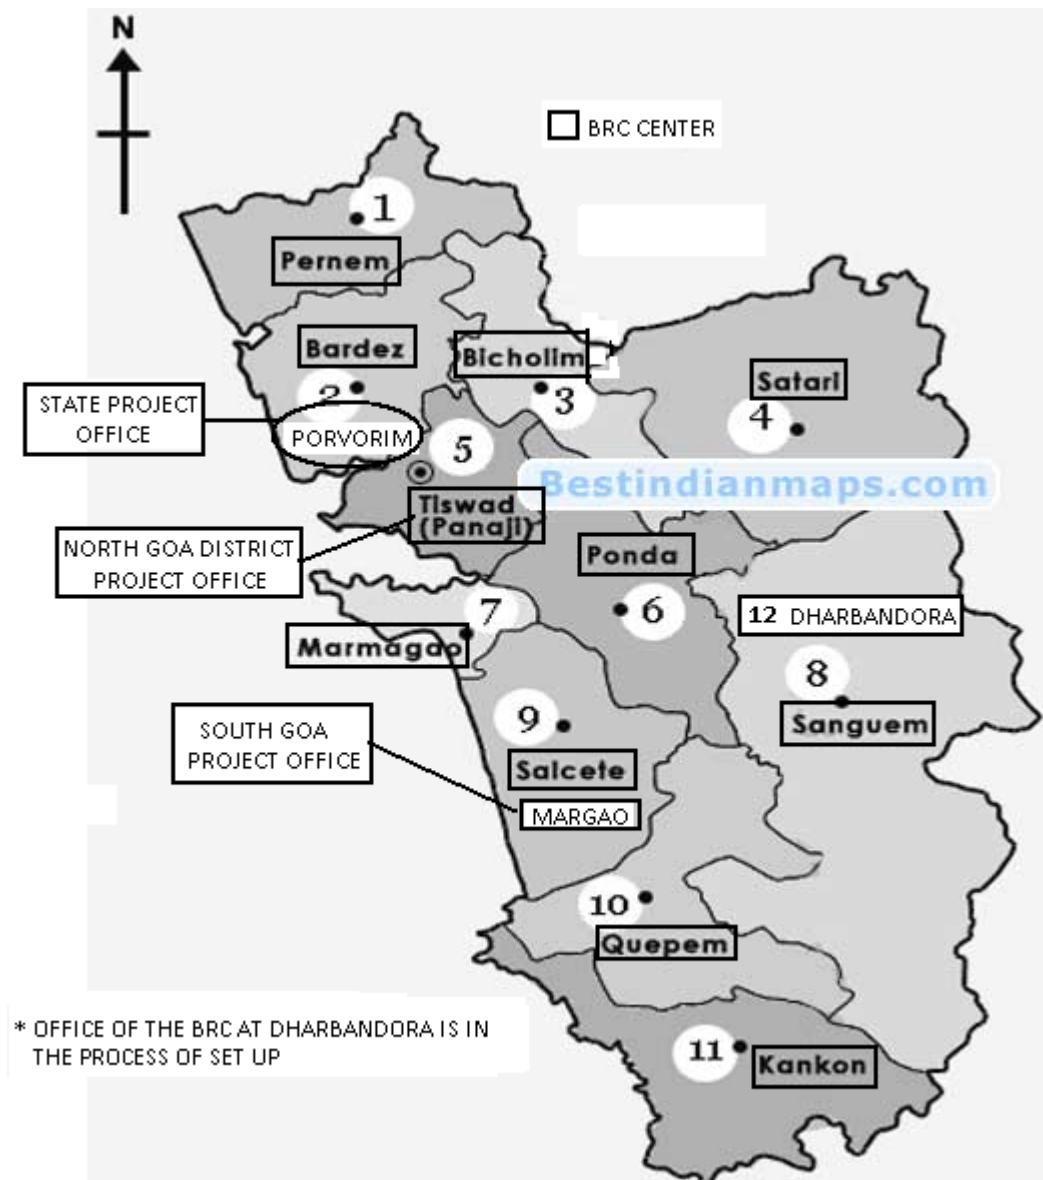 N
BRC CENTER
1
Pernem
Bardez
2
Bicholim
3
Satari
4
STATE PROJECT
OFFICE
PORVORIM
5
Bestindianmaps.com
Tiswad
(Panaji)
NORTH GOA DISTRICT
PROJECT OFFICE
Ponda
6
7
Marmagao
12 DHARBANDORA
8
Sanguem
9
Salcete
SOUTH GOA
PROJECT OFFICE
MARGAO
10
Quepem
* OFFICE OF THE BRC AT DHARBANDORA IS IN
THE PROCESS OF SET UP
11
Kankon